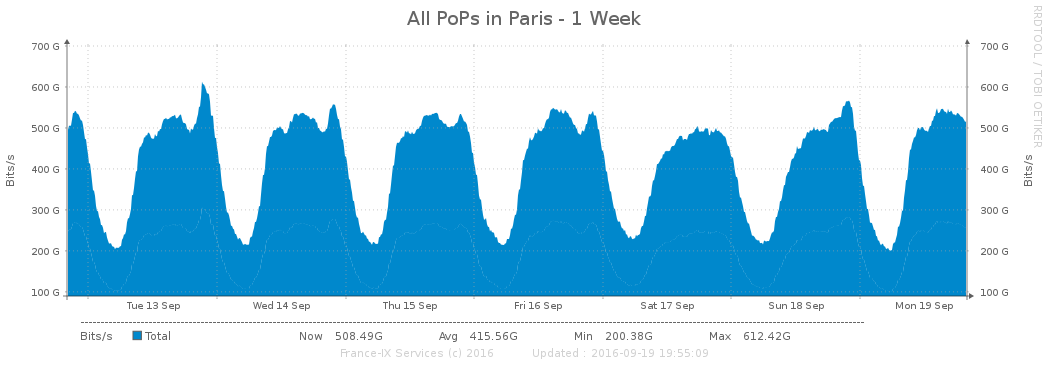 All PoPs in Paris - 1 Week
RRDTOOL / TOBI OETIKER
Bits/s
700 G 700 G
600 G 600 G
500 G 500 G
400 G 400 G
300 G 300 G
200 G 200 G
100 G 100 G
Bits/s
Tue 13 Sep Wed 14 Sep Thu 15 Sep Fri 16 Sep Sat 17 Sep Sun 18 Sep Mon 19 Sep
Bits/s Total Now 508.49G Avg 415.56G Min 200.38G Max 612.42G
France-IX Services (c) 2016 Updated : 2016-09-19 19:55:09